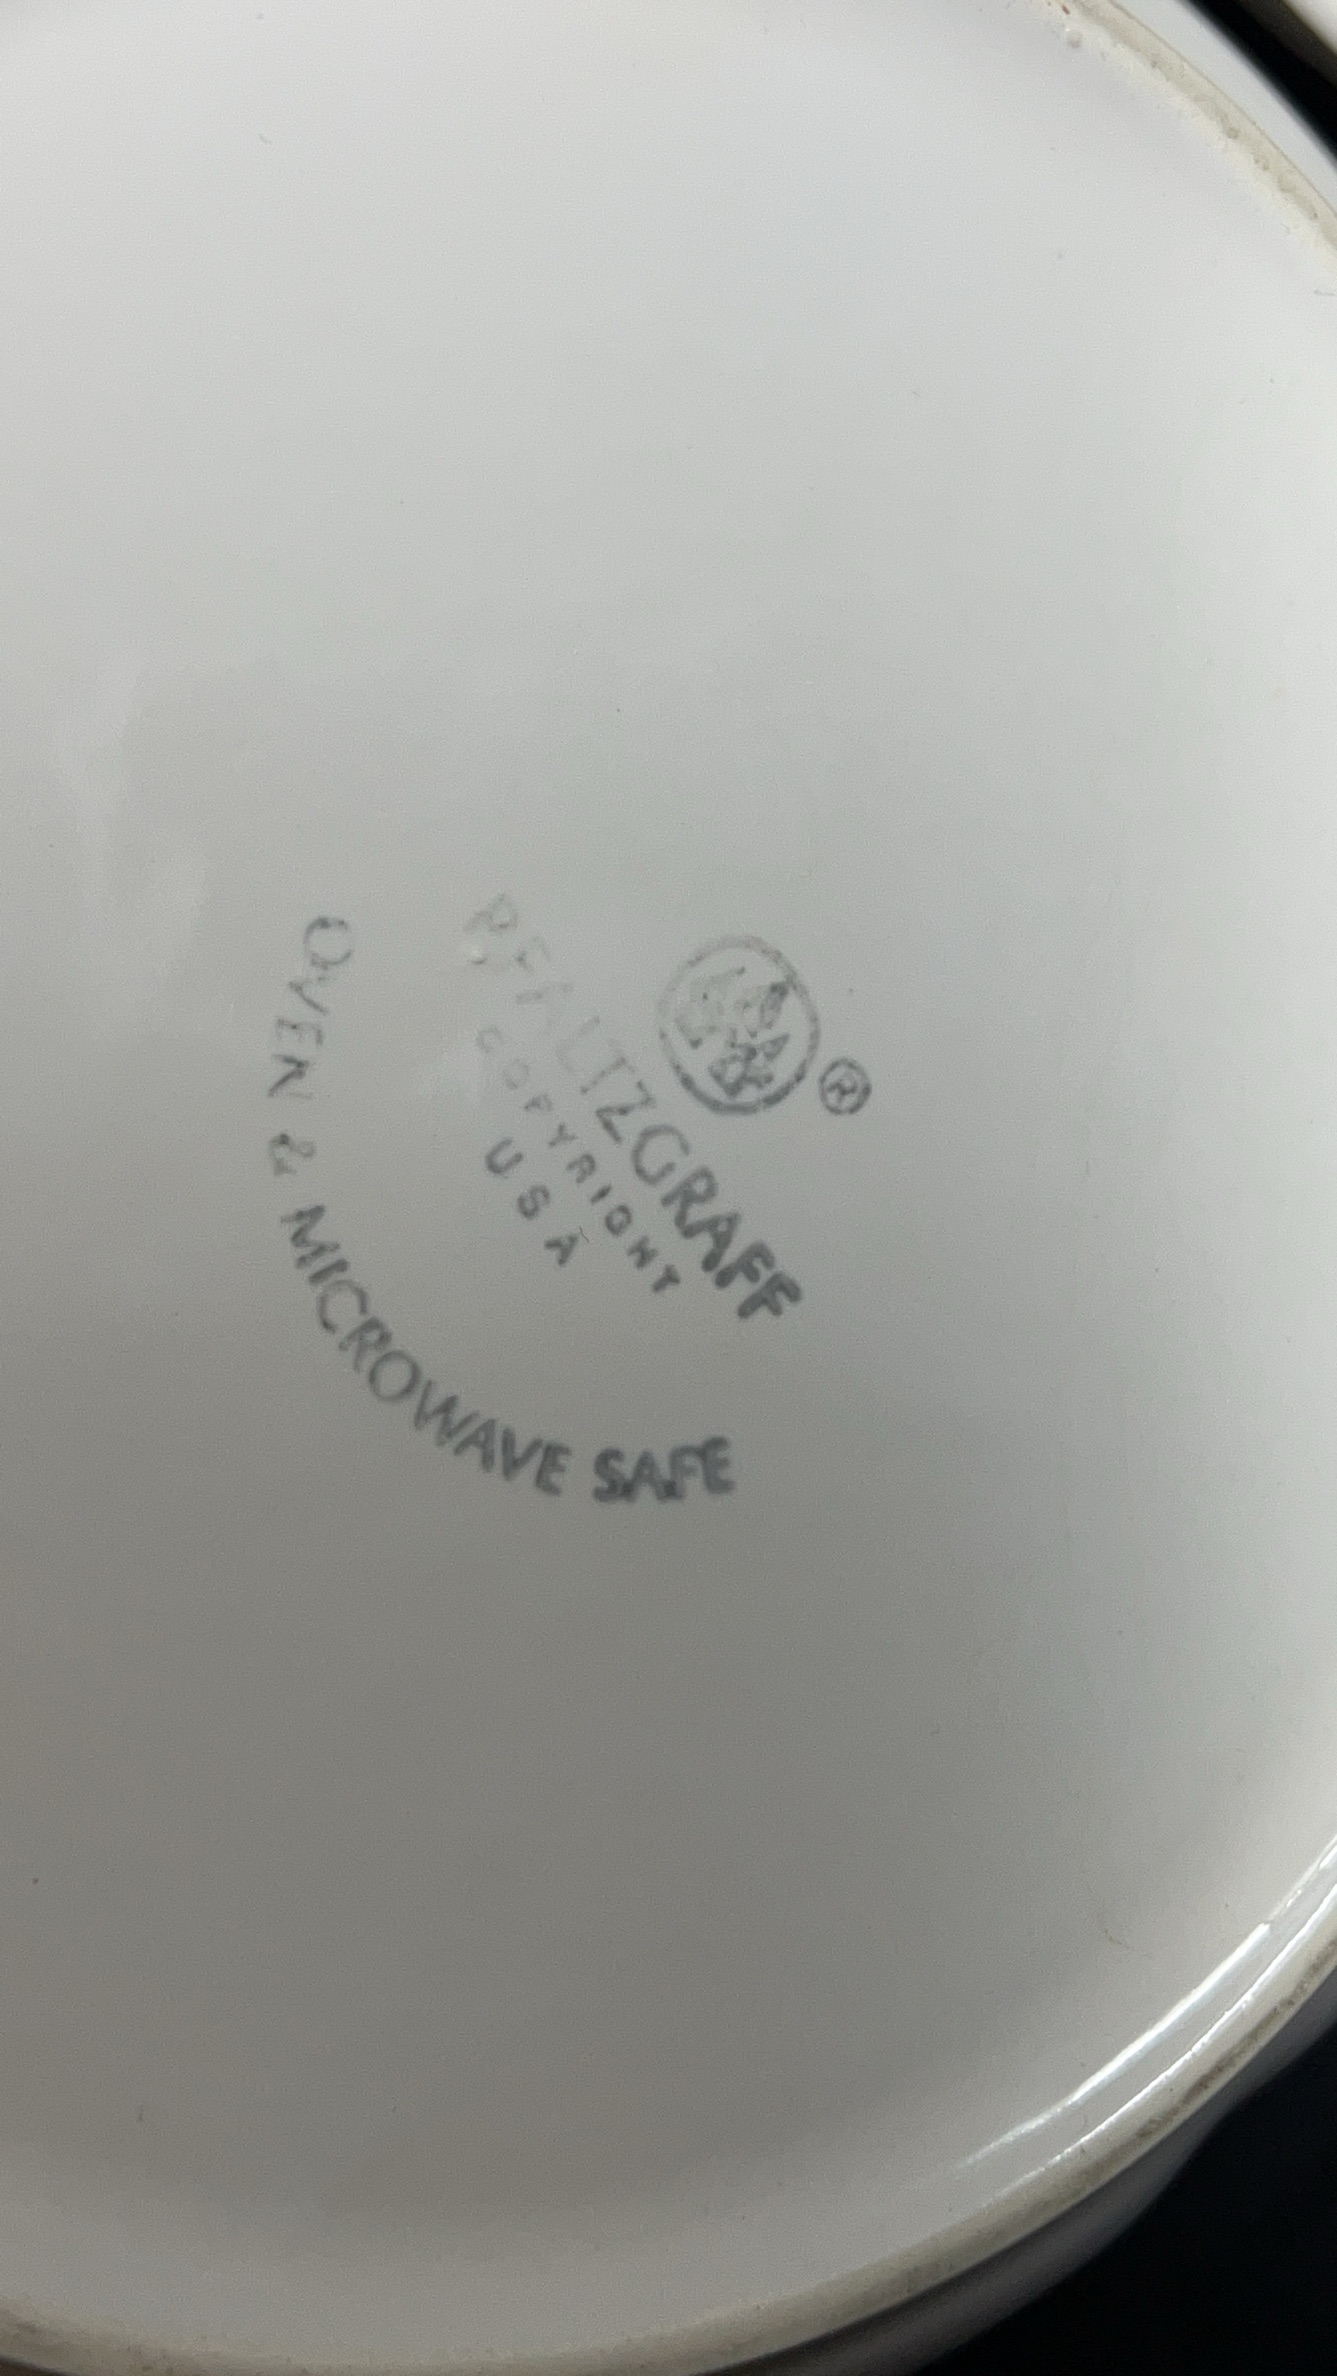 ®
PFALTZGRAFF
COPYRIGHT
USA
OVEN & MICROWAVE SAFE